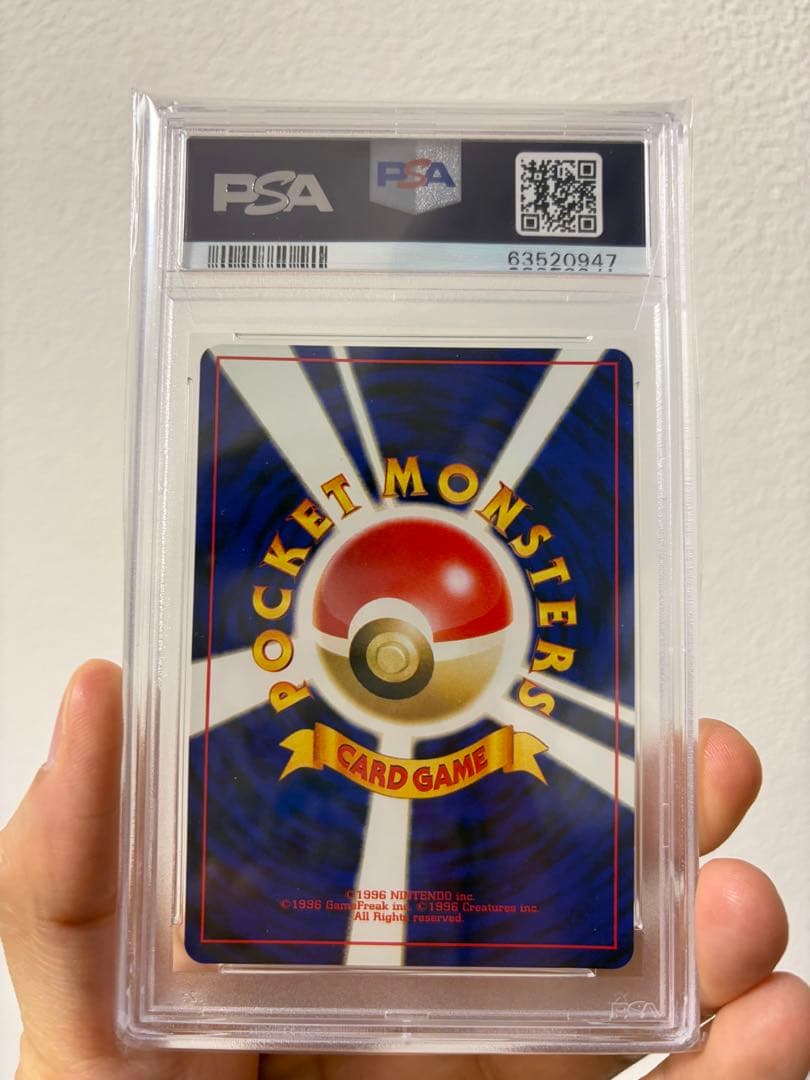 PSA
PSA
63520947
POCKET MONSTERS
CARD GAME
©1996 NINTENDO inc.
©1996 GameFreak inc. ©1996 Creatures inc.
All Rights reserved.
PSA